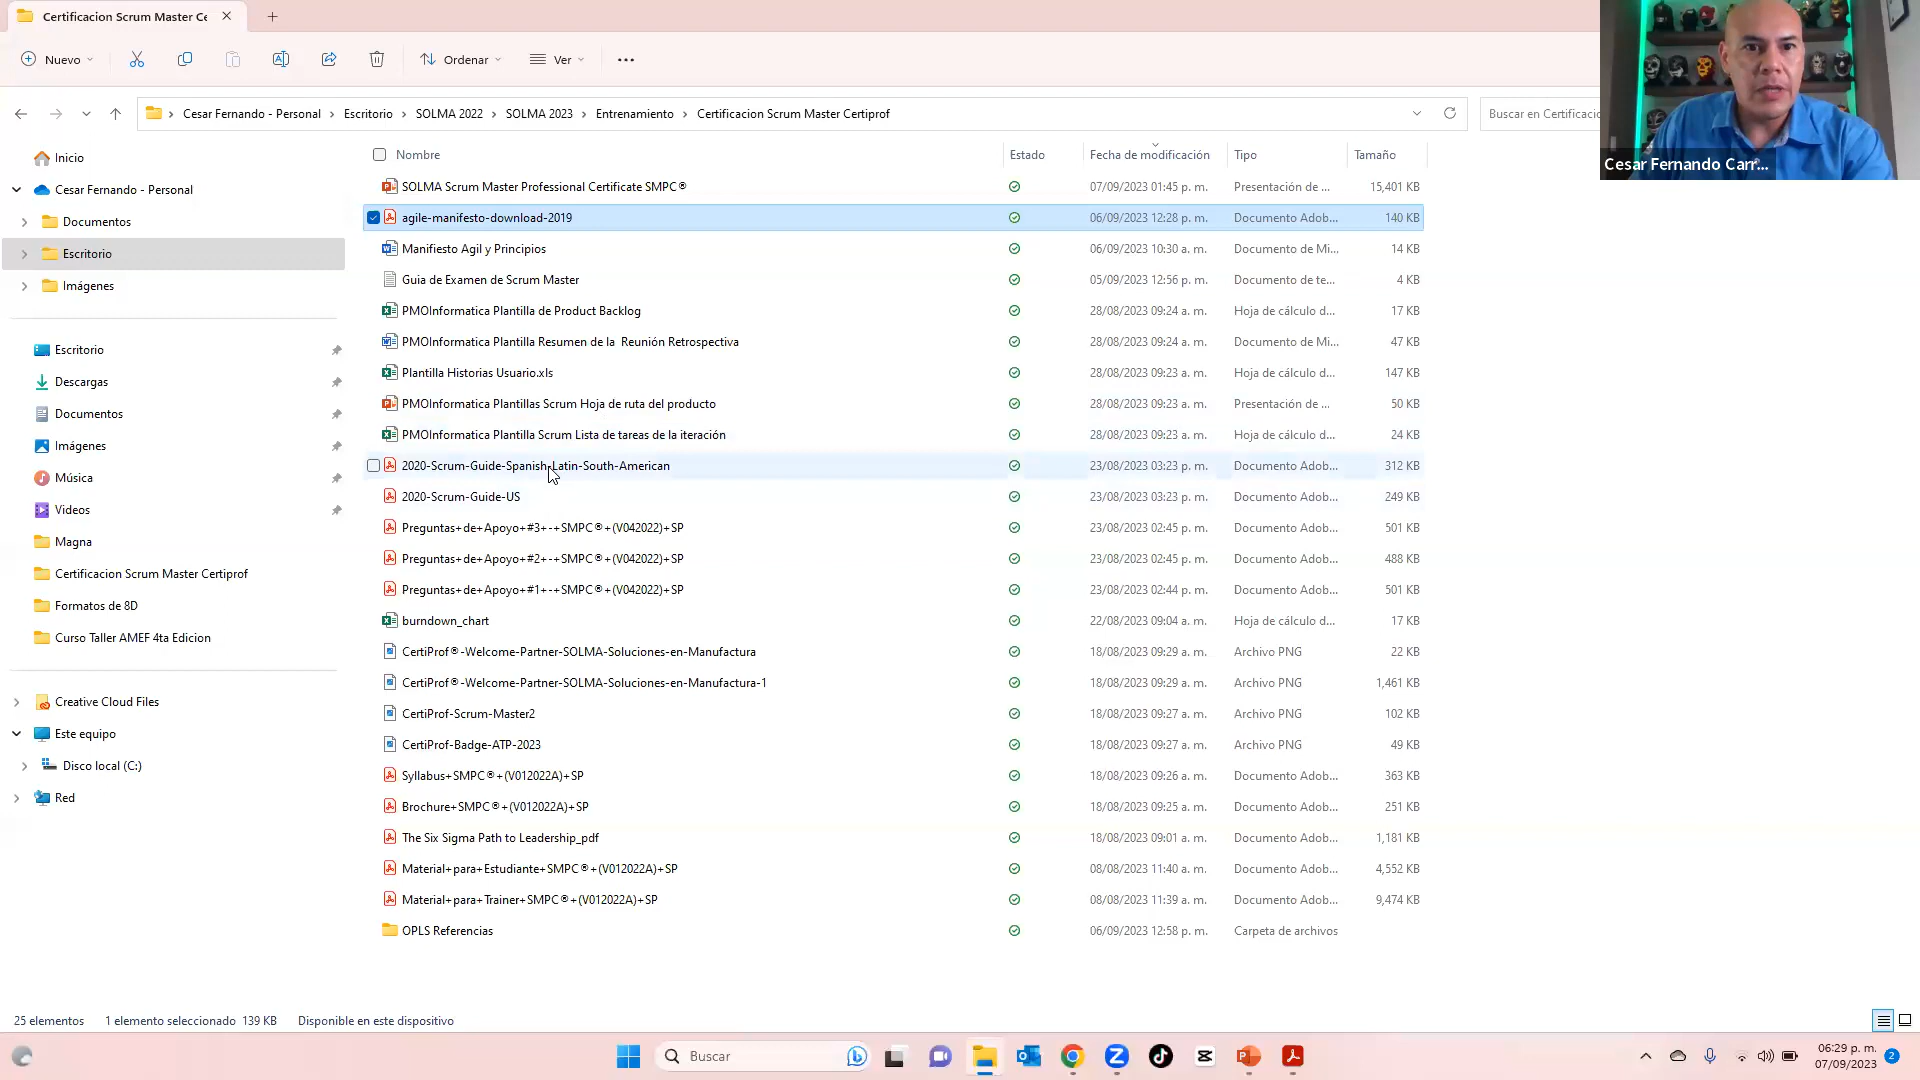 Certificacion Scrum Master Ce
Nuevo
Ordenar
Ver
Cesar Fernando - Personal
Escritorio
SOLMA 2022
SOLMA 2023
Entrenamiento
Certificacion Scrum Master Certiprof
Buscar en Certificacio
Cesar Fernando Carr...
Inicio
Cesar Fernando - Personal
Documentos
Escritorio
Imágenes
Escritorio
Descargas
Documentos
Imágenes
Música
Videos
Magna
Certificacion Scrum Master Certiprof
Formatos de 8D
Curso Taller AMEF 4ta Edicion
Creative Cloud Files
Este equipo
Disco local (C:)
Red
Nombre Estado Fecha de modificación Tipo Tamaño
SOLMA Scrum Master Professional Certificate SMPC® 07/09/2023 01:45 p. m. Presentación de ... 15,401 KB
agile-manifesto-download-2019 06/09/2023 12:28 p. m. Documento Adob... 140 KB
Manifiesto Agil y Principios 06/09/2023 10:30 a. m. Documento de Mi... 14 KB
Guia de Examen de Scrum Master 05/09/2023 12:56 p. m. Documento de te... 4 KB
PMOInformatica Plantilla de Product Backlog 28/08/2023 09:24 a. m. Hoja de cálculo d... 17 KB
PMOInformatica Plantilla Resumen de la  Reunión Retrospectiva 28/08/2023 09:24 a. m. Documento de Mi... 47 KB
Plantilla Historias Usuario.xls 28/08/2023 09:23 a. m. Hoja de cálculo d... 147 KB
PMOInformatica Plantillas Scrum Hoja de ruta del producto 28/08/2023 09:23 a. m. Presentación de ... 50 KB
PMOInformatica Plantilla Scrum Lista de tareas de la iteración 28/08/2023 09:23 a. m. Hoja de cálculo d... 24 KB
2020-Scrum-Guide-Spanish-Latin-South-American 23/08/2023 03:23 p. m. Documento Adob... 312 KB
2020-Scrum-Guide-US 23/08/2023 03:23 p. m. Documento Adob... 249 KB
Preguntas+de+Apoyo+#3+-+SMPC®+(V042022)+SP 23/08/2023 02:45 p. m. Documento Adob... 501 KB
Preguntas+de+Apoyo+#2+-+SMPC®+(V042022)+SP 23/08/2023 02:45 p. m. Documento Adob... 488 KB
Preguntas+de+Apoyo+#1+-+SMPC®+(V042022)+SP 23/08/2023 02:44 p. m. Documento Adob... 501 KB
burndown_chart 22/08/2023 09:04 a. m. Hoja de cálculo d... 17 KB
CertiProf®-Welcome-Partner-SOLMA-Soluciones-en-Manufactura 18/08/2023 09:29 a. m. Archivo PNG 22 KB
CertiProf®-Welcome-Partner-SOLMA-Soluciones-en-Manufactura-1 18/08/2023 09:29 a. m. Archivo PNG 1,461 KB
CertiProf-Scrum-Master2 18/08/2023 09:27 a. m. Archivo PNG 102 KB
CertiProf-Badge-ATP-2023 18/08/2023 09:27 a. m. Archivo PNG 49 KB
Syllabus+SMPC®+(V012022A)+SP 18/08/2023 09:26 a. m. Documento Adob... 363 KB
Brochure+SMPC®+(V012022A)+SP 18/08/2023 09:25 a. m. Documento Adob... 251 KB
The Six Sigma Path to Leadership_pdf 18/08/2023 09:01 a. m. Documento Adob... 1,181 KB
Material+para+Estudiante+SMPC®+(V012022A)+SP 08/08/2023 11:40 a. m. Documento Adob... 4,552 KB
Material+para+Trainer+SMPC®+(V012022A)+SP 08/08/2023 11:39 a. m. Documento Adob... 9,474 KB
OPLS Referencias 06/09/2023 12:58 p. m. Carpeta de archivos
25 elementos 1 elemento seleccionado 139 KB Disponible en este dispositivo
Buscar
06:29 p. m.
07/09/2023
2